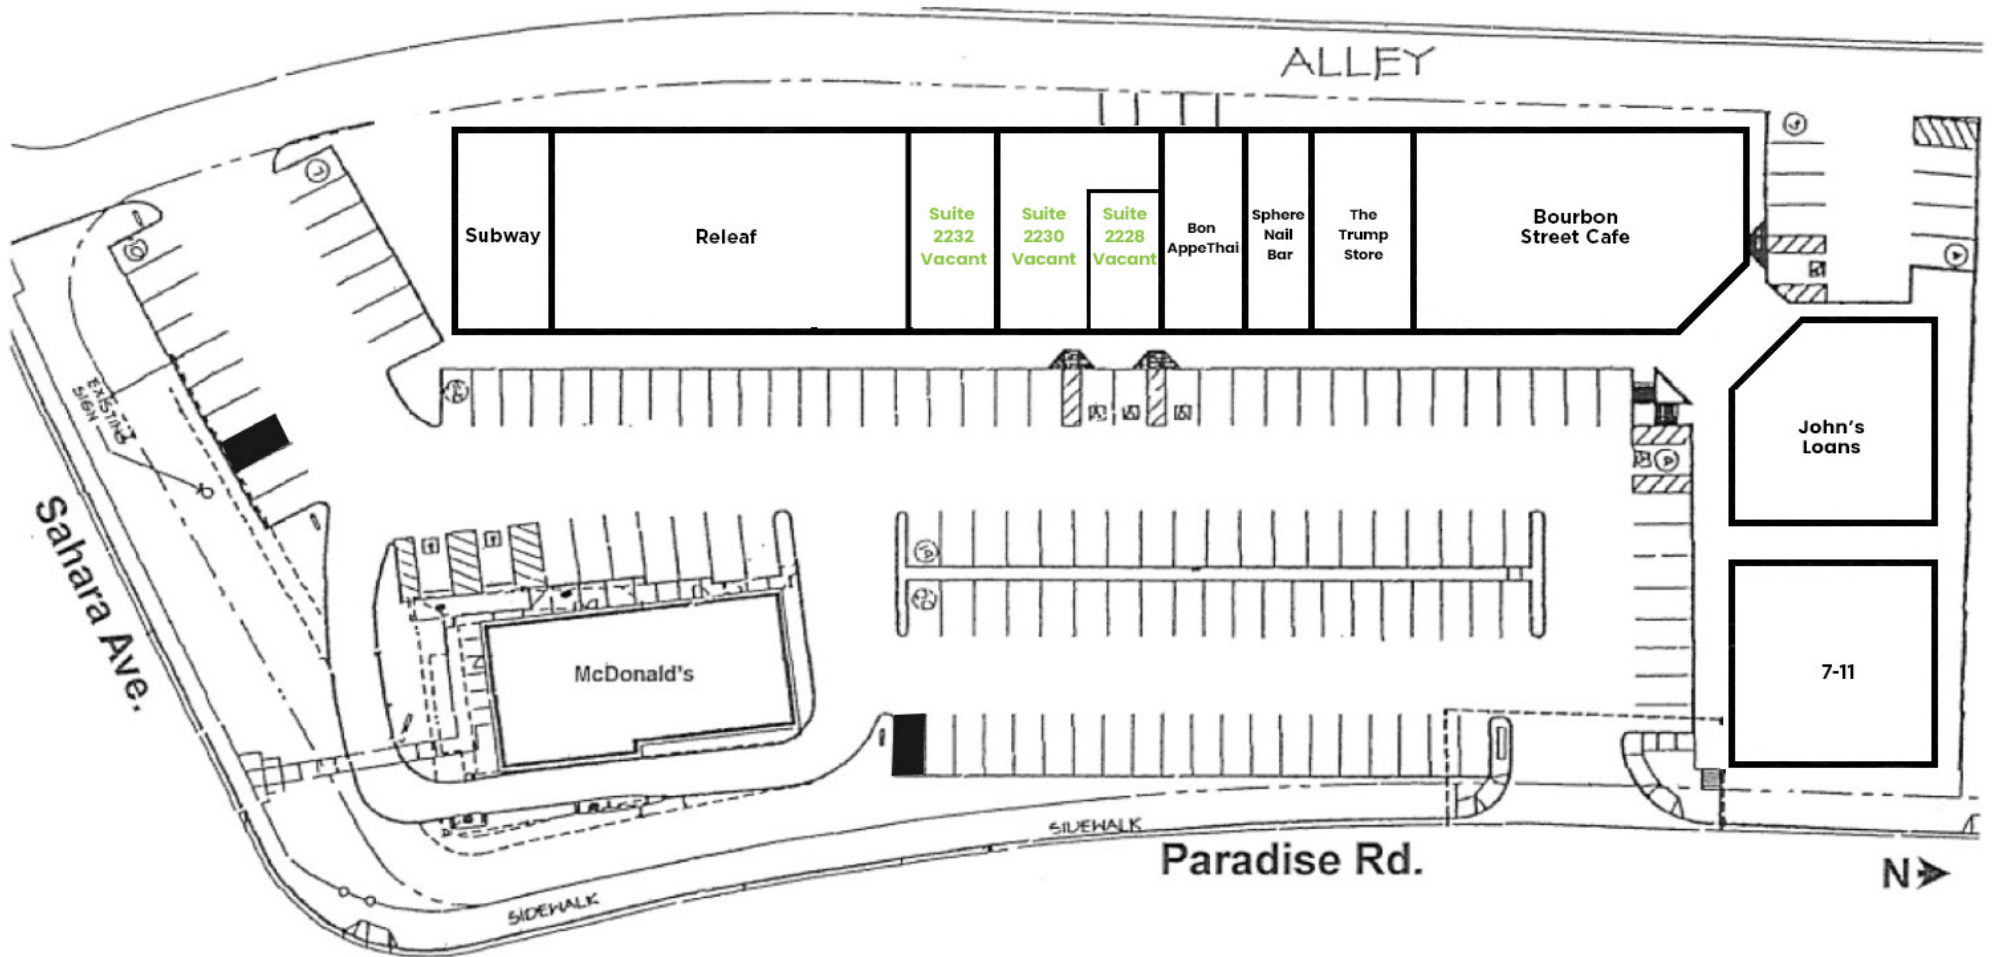 ALLEY
Subway
Releaf
Suite
2232
Vacant
Suite
2230
Vacant
Suite
2228
Vacant
Bon
AppeThai
Sphere
Nail
Bar
The
Trump
Store
Bourbon
Street Cafe
John's
Loans
7-11
EXISTING
SIGN
Sahara Ave.
McDonald's
SIDEWALK
SIDEWALK
Paradise Rd.
N